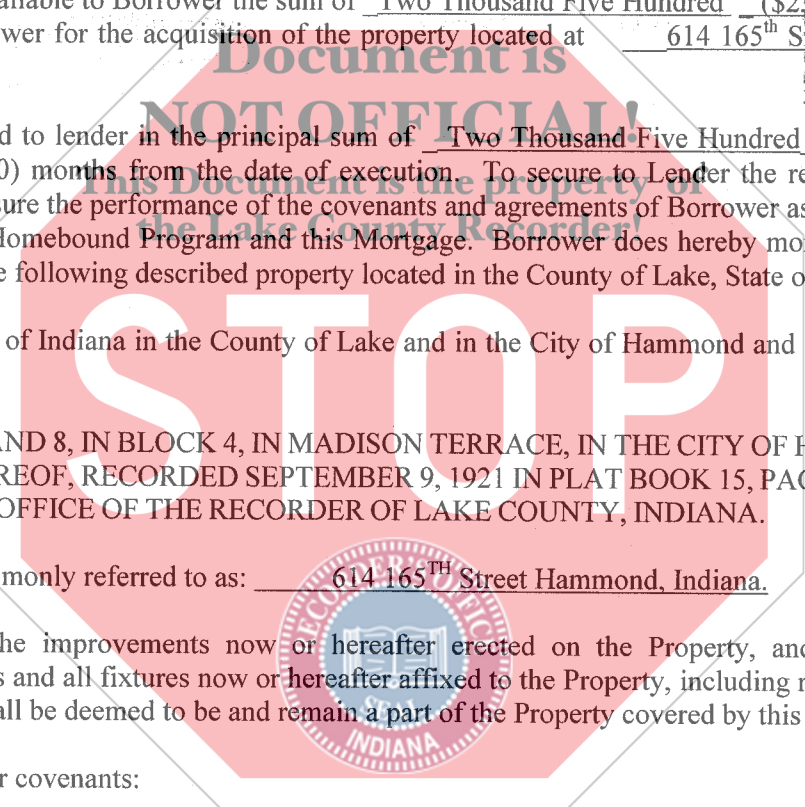 ailable to Borrower the sum of Two Thousand Five Hundred ($2
wer for the acquisition of the property located at 614 165th S
Document is
NOT OFFICIAL!
d to lender in the principal sum of Two Thousand Five Hundred
0) months from the date of execution. To secure to Lender the re
This Document is the property of
sure the performance of the covenants and agreements of Borrower as
the Lake County Recorder!
Homebound Program and this Mortgage. Borrower does hereby mo
e following described property located in the County of Lake, State o
STOP
of Indiana in the County of Lake and in the City of Hammond and
AND 8, IN BLOCK 4, IN MADISON TERRACE, IN THE CITY OF H
REOF, RECORDED SEPTEMBER 9, 1921 IN PLAT BOOK 15, PAG
OFFICE OF THE RECORDER OF LAKE COUNTY, INDIANA.
monly referred to as: 614 165TH Street Hammond, Indiana.
RECORDER'S OFFICE
SEAL
INDIANA
he improvements now or hereafter erected on the Property, and
s and all fixtures now or hereafter affixed to the Property, including r
all be deemed to be and remain a part of the Property covered by this
r covenants: